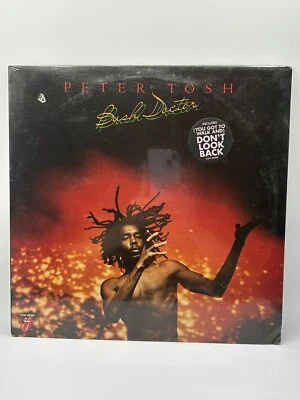 PETER TOSH
Bush Doctor
INCLUDES
(YOU GOT TO
WALK AND)
DON'T
LOOK
BACK